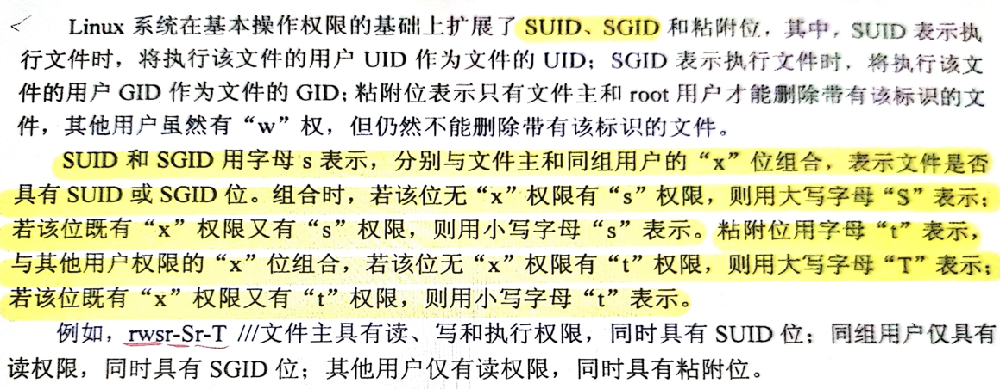 Linux 系统在基本操作权限的基础上扩展了 SUID、SGID 和粘附位，其中，SUID 表示执
行文件时，将执行该文件的用户 UID 作为文件的 UID；SGID 表示执行文件时，将执行该文
件的用户 GID 作为文件的 GID；粘附位表示只有文件主和 root 用户才能删除带有该标识的文
件，其他用户虽然有“w”权，但仍然不能删除带有该标识的文件。
SUID 和 SGID 用字母 s 表示，分别与文件主和同组用户的“x”位组合，表示文件是否
具有 SUID 或 SGID 位。组合时，若该位无“x”权限有“s”权限，则用大写字母“S”表示；
若该位既有“x”权限又有“s”权限，则用小写字母“s”表示。粘附位用字母“t”表示，
与其他用户权限的“x”位组合，若该位无“x”权限有“t”权限，则用大写字母“T”表示；
若该位既有“x”权限又有“t”权限，则用小写字母“t”表示。
例如，rwsr-Sr-T ///文件主具有读、写和执行权限，同时具有 SUID 位；同组用户仅具有
读权限，同时具有 SGID 位；其他用户仅有读权限，同时具有粘附位。